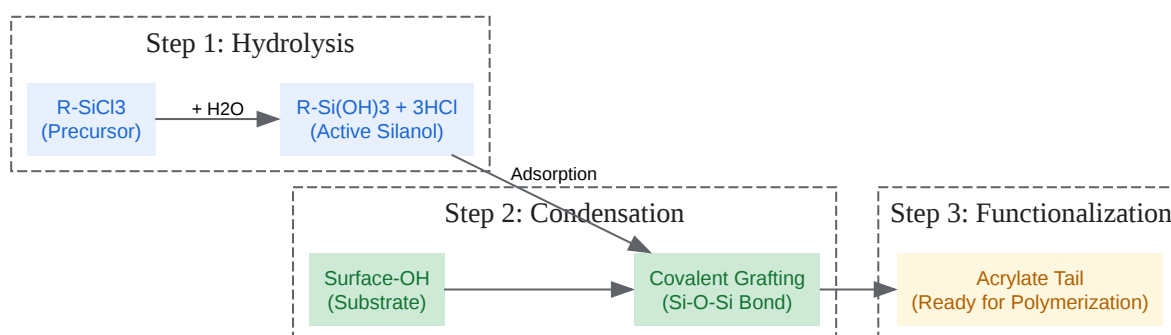 Step 1: Hydrolysis
R-SiCl3
(Precursor)
+ H2O
R-Si(OH)3 + 3HCl
(Active Silanol)
Adsorption
Step 2: Condensation
Surface-OH
(Substrate)
Covalent Grafting
(Si-O-Si Bond)
Step 3: Functionalization
Acrylate Tail
(Ready for Polymerization)